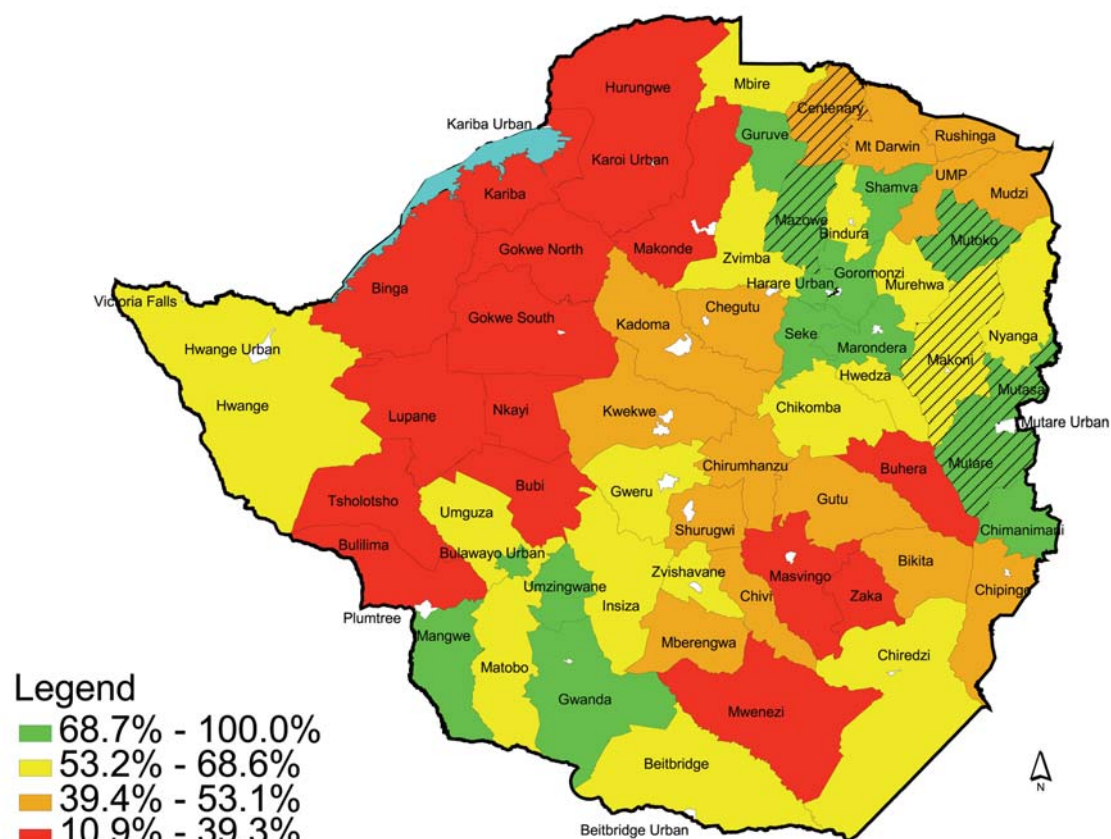 Hurungwe
Mbire
Centenary
Kariba Urban
Guruve
Mt Darwin
Rushinga
Karoi Urban
Shamva
UMP
Mudzi
Kariba
Mazowe
Bindura
Mutoko
Gokwe North
Makonde
Zvimba
Goromonzi
Harare Urban
Murehwa
Binga
Victoria Falls
Chegutu
Gokwe South
Kadoma
Seke
Nyanga
Hwange Urban
Marondera
Makoni
Hwedza
Mutasa
Hwange
Lupane
Nkayi
Kwekwe
Chikomba
Mutare Urban
Buhera
Mutare
Chirumhanzu
Bubi
Gweru
Tsholotsho
Gutu
Umguza
Shurugwi
Chimanimani
Bulilima
Bulawayo Urban
Bikita
Zvishavane
Masvingo
Umzingwane
Chipinge
Zaka
Chivi
Insiza
Plumtree
Mangwe
Mberengwa
Chiredzi
Matobo
Gwanda
Mwenezi
Beitbridge
Beitbridge Urban
N
Legend
68.7% - 100.0%
53.2% - 68.6%
39.4% - 53.1%
10.9% - 39.3%